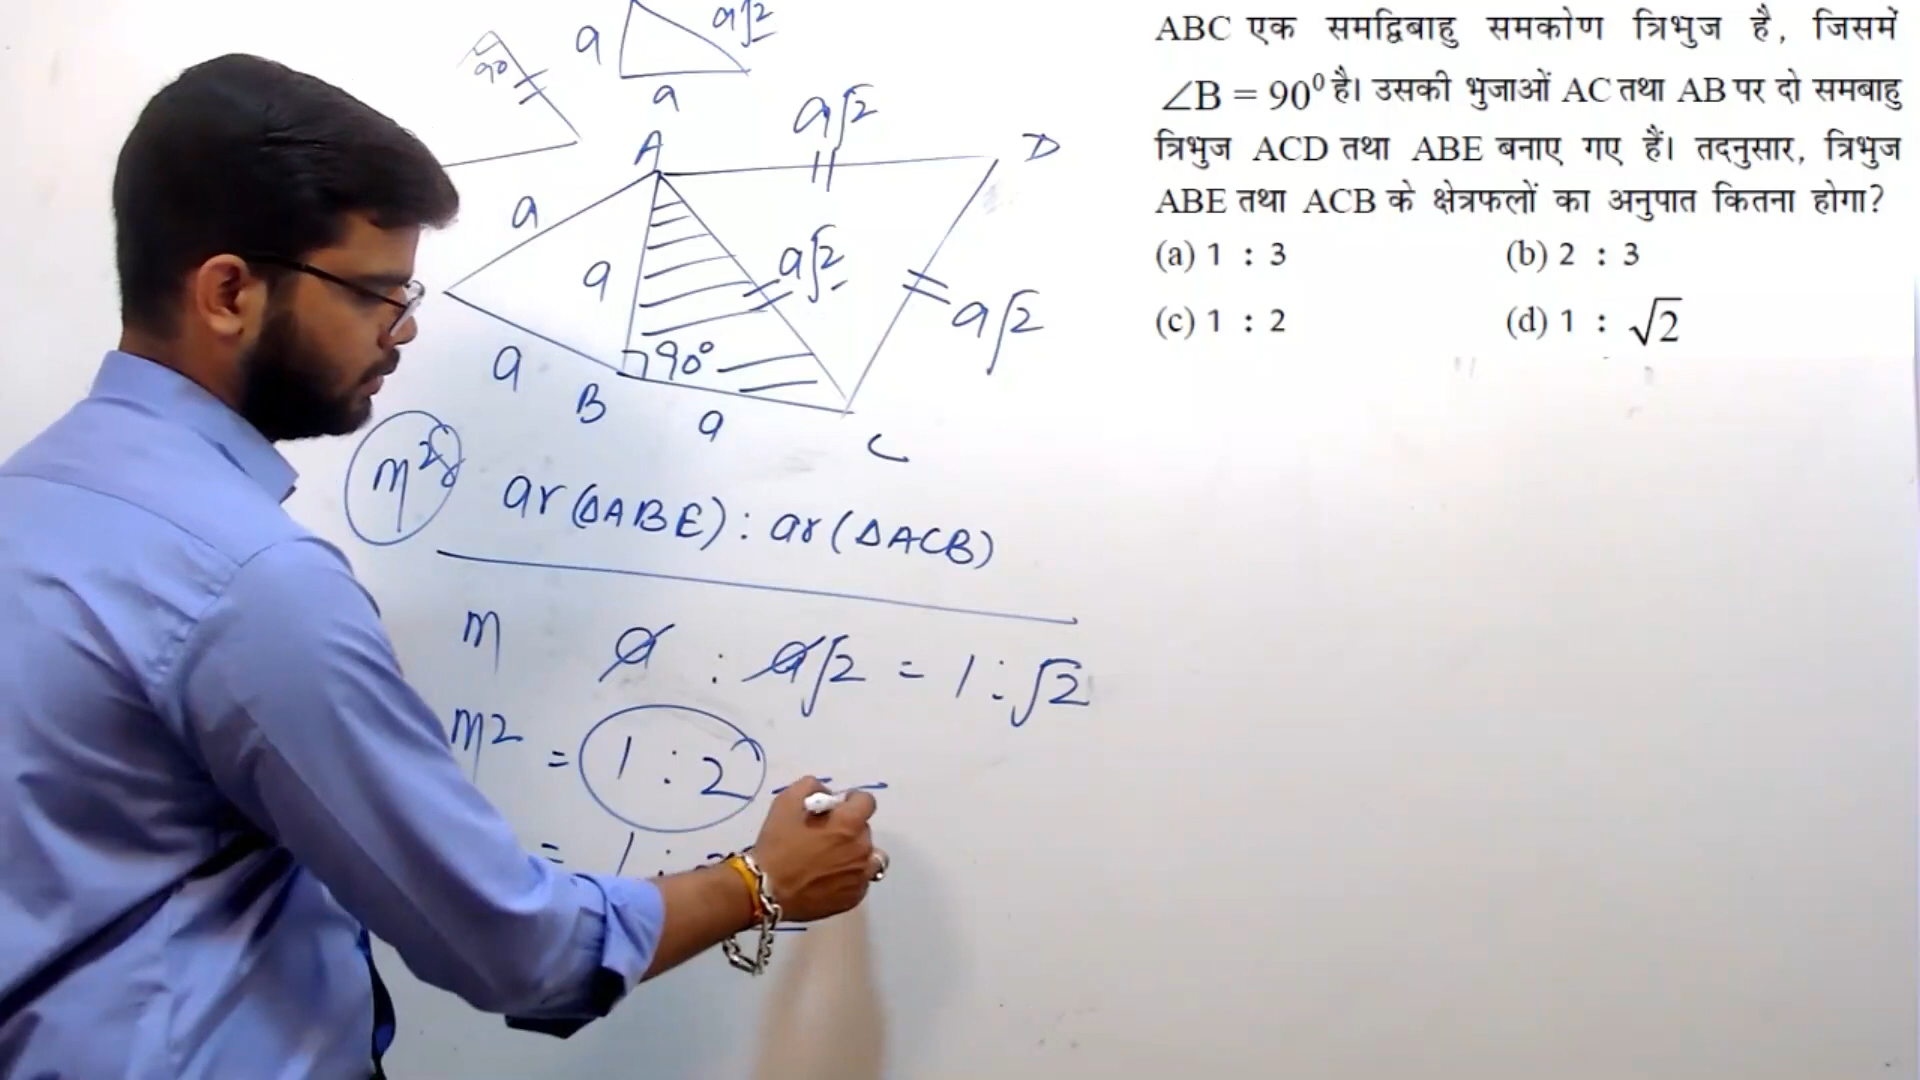 ABC एक समद्विबाहु समकोण त्रिभुज है, जिसमें
∠B = 90⁰ है। उसकी भुजाओं AC तथा AB पर दो समबाहु
त्रिभुज ACD तथा ABE बनाए गए हैं। तदनुसार, त्रिभुज
ABE तथा ACB के क्षेत्रफलों का अनुपात कितना होगा?
(a) 1 : 3
(b) 2 : 3
(c) 1 : 2
(d) 1 : √2
90
a
a√2
a
a√2
A
D
a
a
a√2
a√2
90°
a
B
a
C
ar(ΔABE) : ar(ΔACB)
a : a√2 = 1 : √2
= 1 : 2
= 1 :